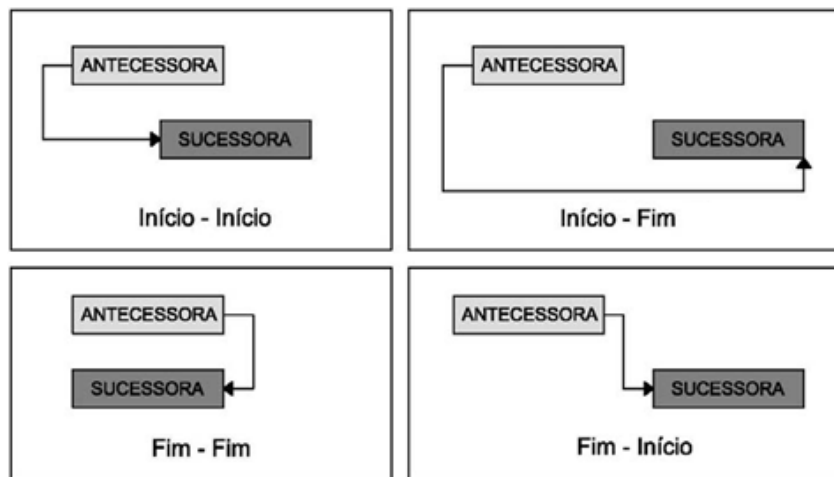 ANTECESSORA
SUCESSORA
Início - Início
ANTECESSORA
SUCESSORA
Início - Fim
ANTECESSORA
SUCESSORA
Fim - Fim
ANTECESSORA
SUCESSORA
Fim - Início